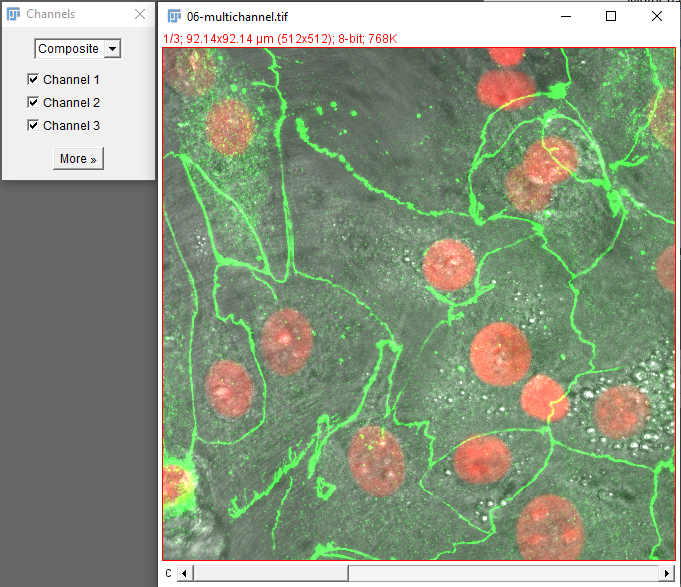 Channels
Composite
Channel 1
Channel 2
Channel 3
More »
06-multichannel.tif
1/3; 92.14x92.14 µm (512x512); 8-bit; 768K
C